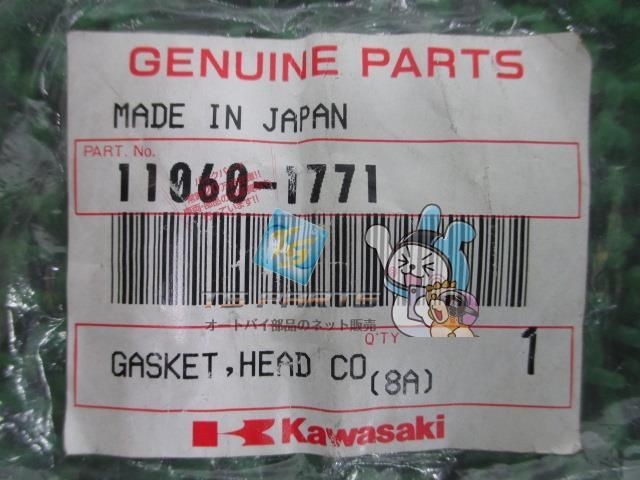 GENUINE PARTS
MADE IN JAPAN
PART. No.
11060-1771
オートバイ部品のネット販売
Q'TY
GASKET, HEAD CO (8A) 1
Kawasaki